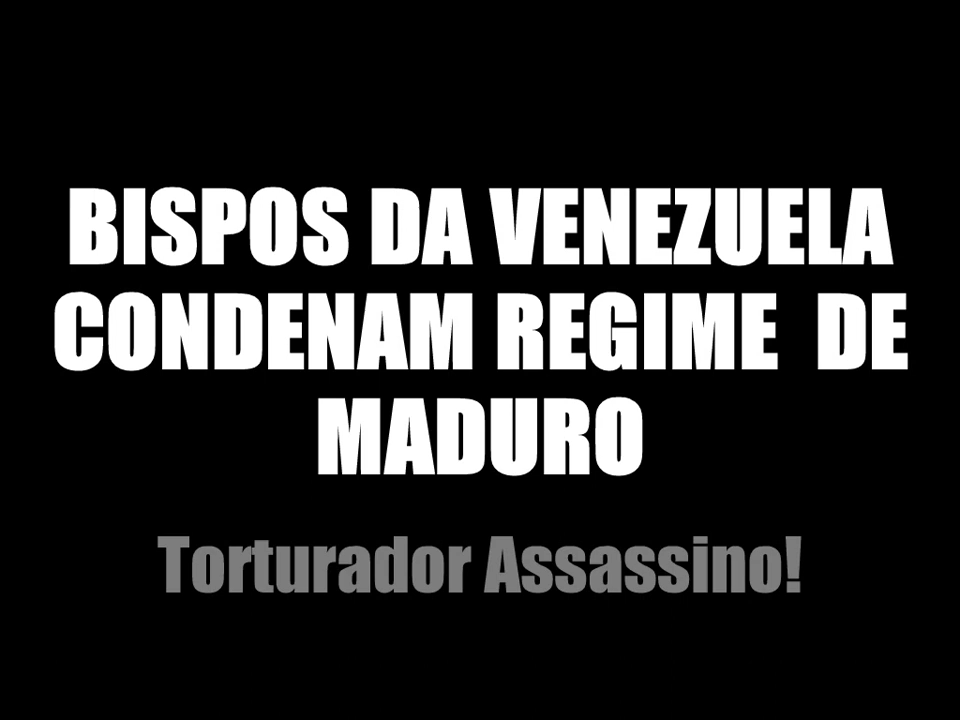 BISPOS DA VENEZUELA
CONDENAM REGIME  DE
MADURO
Torturador Assassino!